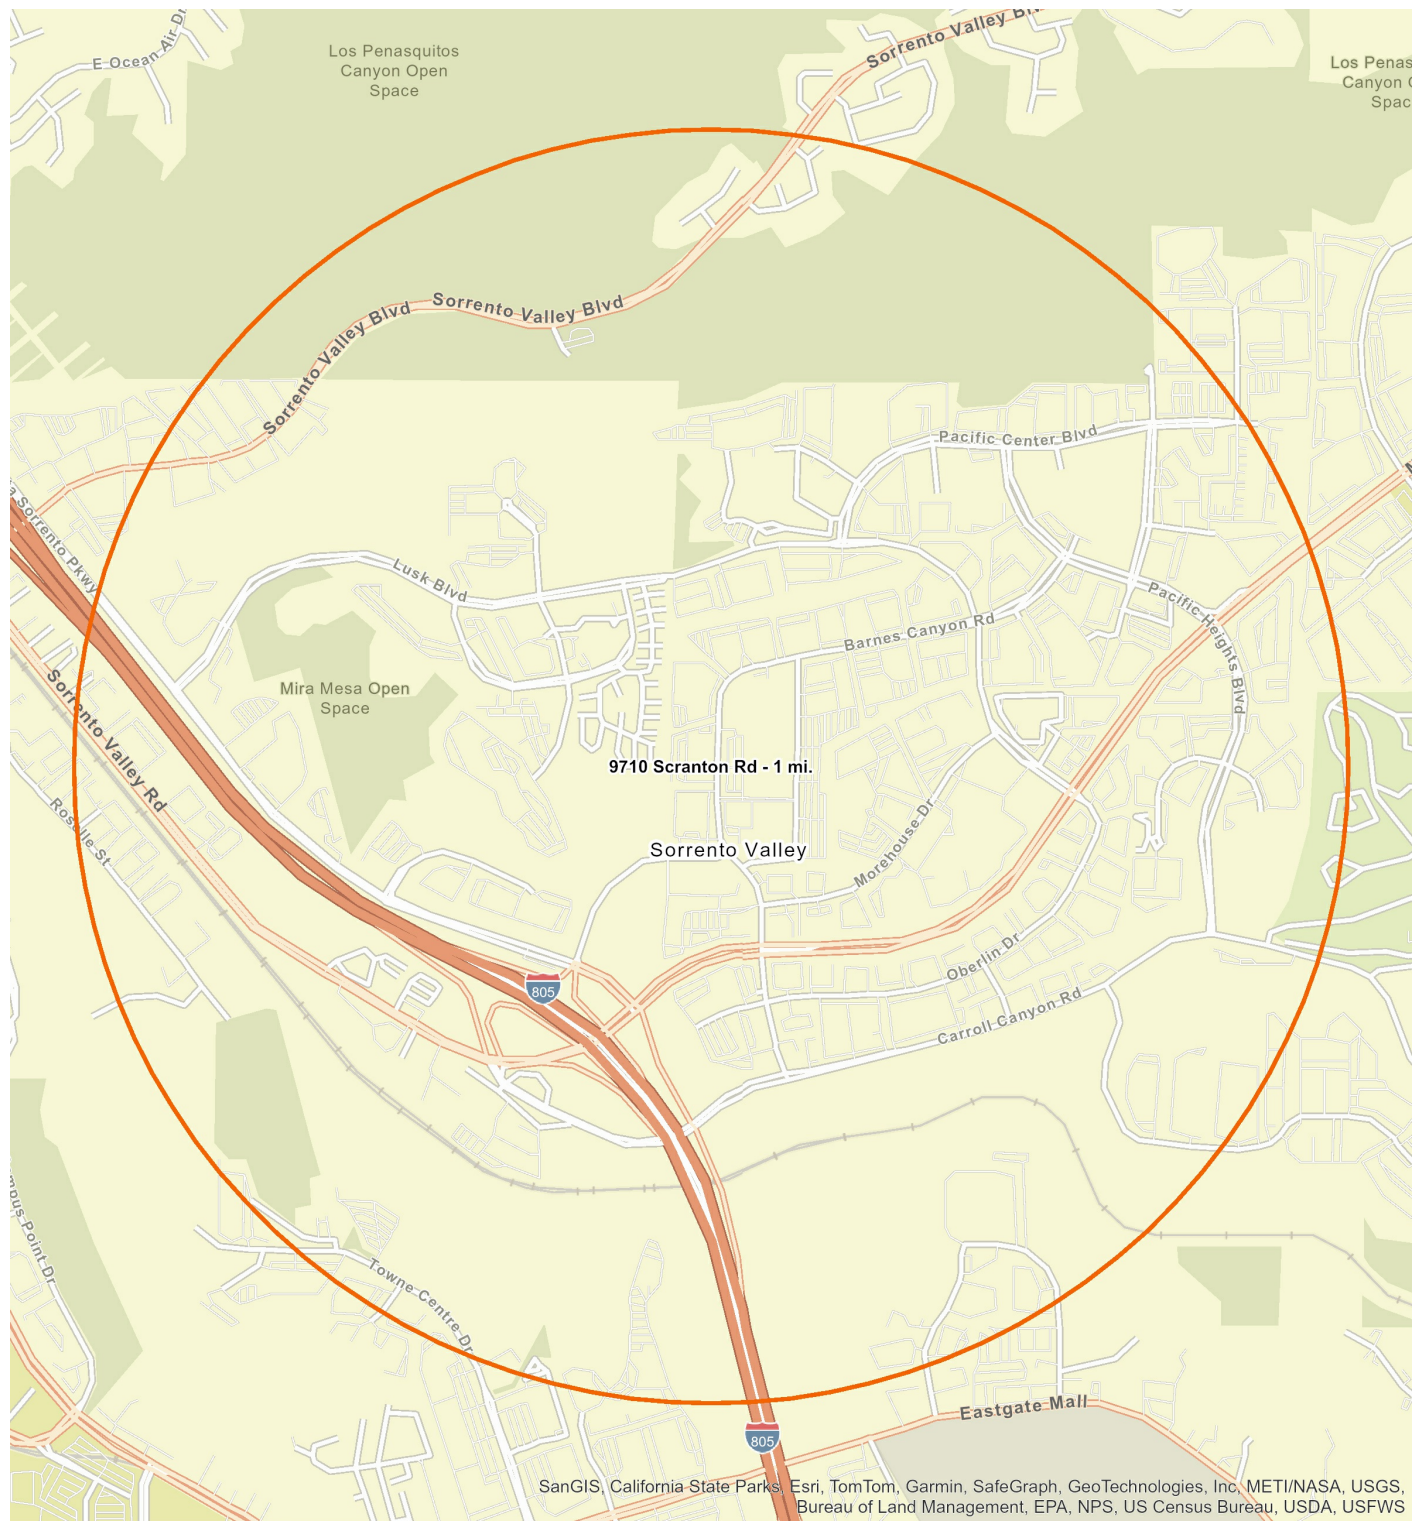 E Ocean Air Dr
Los Penasquitos
Canyon Open
Space
Sorrento Valley Blvd
Los Penas
Canyon
Spac
Sorrento Valley Blvd
Sorrento Valley Blvd
Pacific Center Blvd
a Sorrento Pkwy
Lusk Blvd
Pacific Heights Blvd
Barnes Canyon Rd
Mira Mesa Open
Space
Sorrento Valley Rd
9710 Scranton Rd - 1 mi.
Roselle St
Sorrento Valley
Morehouse Dr
Oberlin Dr
805
Carroll Canyon Rd
mpus Point Dr
Towne Centre Dr
Eastgate Mall
805
SanGIS, California State Parks, Esri, TomTom, Garmin, SafeGraph, GeoTechnologies, Inc, METI/NASA, USGS,
Bureau of Land Management, EPA, NPS, US Census Bureau, USDA, USFWS